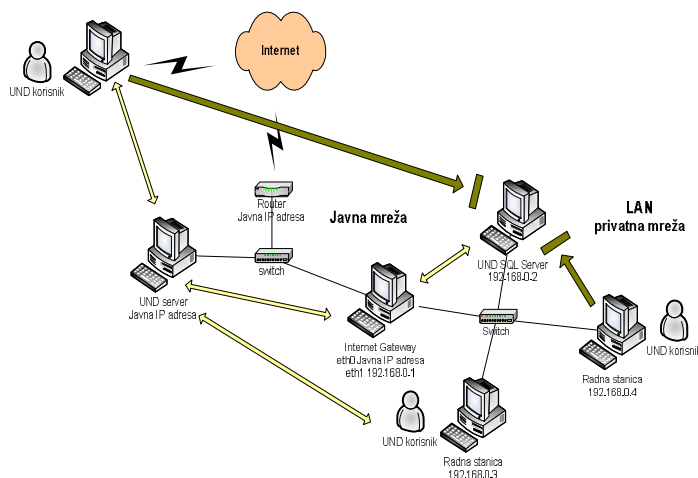 Internet
UND korisnik
Router
Javna IP adresa
Javna mreža
LAN
privatna mreža
switch
UND SQL Server
192.168-0-2
UND server
Javna IP adresa
Internet Gateway
eth0 Javna IP adresa
eth1 192.168-0-1
Switch
UND korisnik
Radna stanica
192.168-0-4
UND korisnik
Radna stanica
192.168-0-3